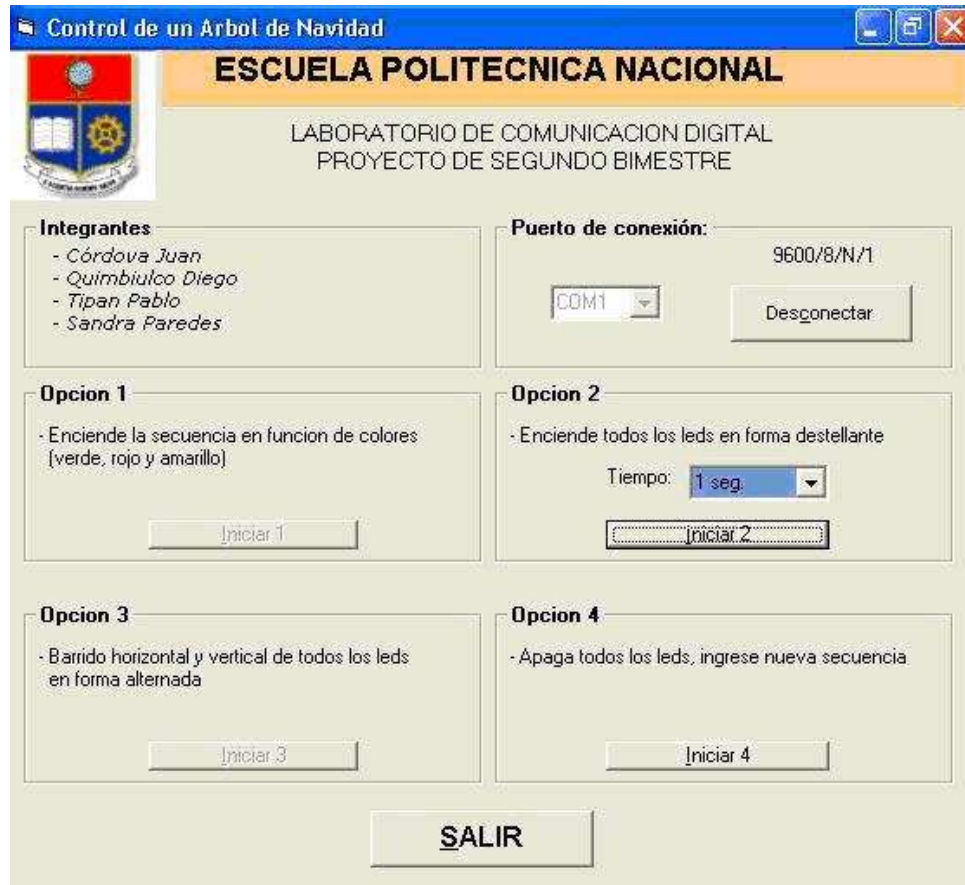 Control de un Arbol de Navidad
ESCUELA POLITECNICA NACIONAL
LABORATORIO DE COMUNICACION DIGITAL
PROYECTO DE SEGUNDO BIMESTRE
Integrantes
- Córdova Juan
- Quimbiulco Diego
- Tipan Pablo
- Sandra Paredes
Puerto de conexión:
9600/8/N/1
COM1
Desconectar
Opcion 1
- Enciende la secuencia en funcion de colores
(verde, rojo y amarillo)
Iniciar 1
Opcion 2
- Enciende todos los leds en forma destellante
Tiempo:
1 seg.
Iniciar 2
Opcion 3
- Barrido horizontal y vertical de todos los leds
en forma alternada
Iniciar 3
Opcion 4
- Apaga todos los leds, ingrese nueva secuencia
Iniciar 4
SALIR